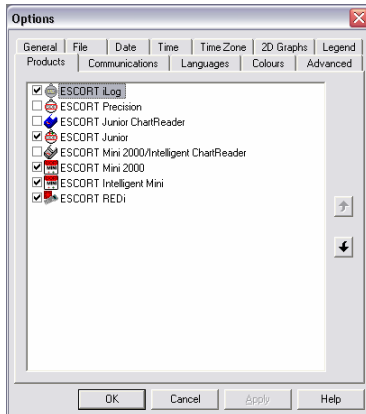 Options
General File Date Time Time Zone 2D Graphs Legend
Products Communications Languages Colours Advanced
ESCORT iLog
ESCORT Precision
ESCORT Junior ChartReader
ESCORT Junior
ESCORT Mini 2000/Intelligent ChartReader
ESCORT Mini 2000
ESCORT Intelligent Mini
ESCORT REDi
OK Cancel Apply Help